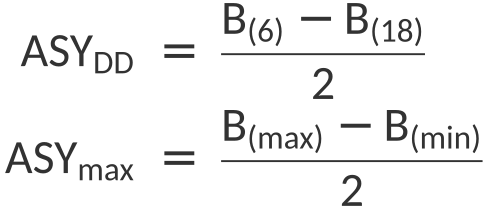 ASY_DD = (B_(6) − B_(18)) / 2
ASY_max = (B_(max) − B_(min)) / 2